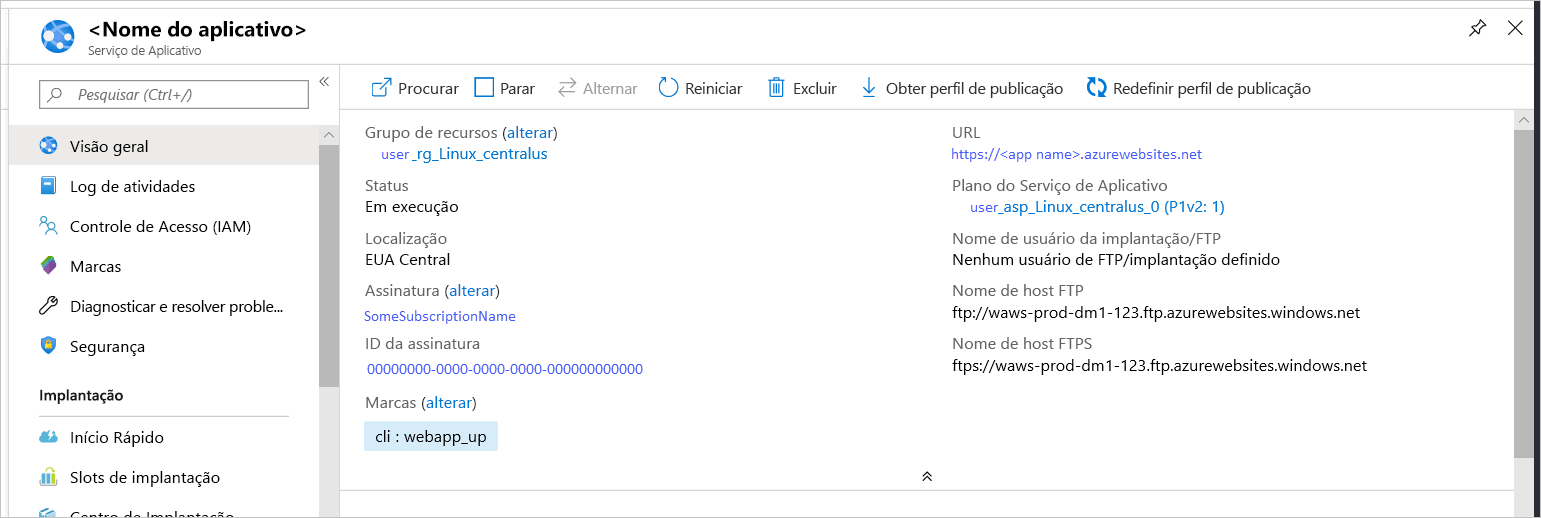 <Nome do aplicativo>
Serviço de Aplicativo
Pesquisar (Ctrl+/)
Visão geral
Log de atividades
Controle de Acesso (IAM)
Marcas
Diagnosticar e resolver proble...
Segurança
Implantação
Início Rápido
Slots de implantação
Centro de Implantação
Procurar Parar Alternar Reiniciar Excluir Obter perfil de publicação Redefinir perfil de publicação
Grupo de recursos (alterar)
user _rg_Linux_centralus
Status
Em execução
Localização
EUA Central
Assinatura (alterar)
SomeSubscriptionName
ID da assinatura
00000000-0000-0000-0000-000000000000
Marcas (alterar)
cli : webapp_up
URL
https://<app name>.azurewebsites.net
Plano do Serviço de Aplicativo
user_asp_Linux_centralus_0 (P1v2: 1)
Nome de usuário da implantação/FTP
Nenhum usuário de FTP/implantação definido
Nome de host FTP
ftp://waws-prod-dm1-123.ftp.azurewebsites.windows.net
Nome de host FTPS
ftps://waws-prod-dm1-123.ftp.azurewebsites.windows.net